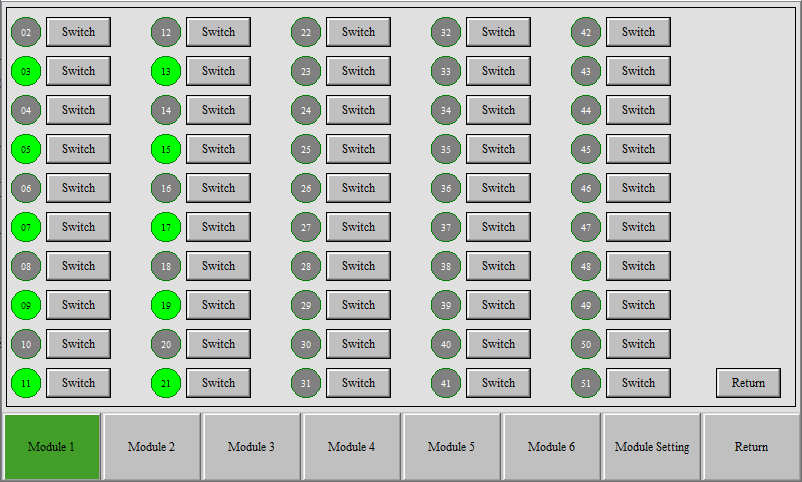 02 Switch 12 Switch 22 Switch 32 Switch 42 Switch
03 Switch 13 Switch 23 Switch 33 Switch 43 Switch
04 Switch 14 Switch 24 Switch 34 Switch 44 Switch
05 Switch 15 Switch 25 Switch 35 Switch 45 Switch
06 Switch 16 Switch 26 Switch 36 Switch 46 Switch
07 Switch 17 Switch 27 Switch 37 Switch 47 Switch
08 Switch 18 Switch 28 Switch 38 Switch 48 Switch
09 Switch 19 Switch 29 Switch 39 Switch 49 Switch
10 Switch 20 Switch 30 Switch 40 Switch 50 Switch
11 Switch 21 Switch 31 Switch 41 Switch 51 Switch Return
Module 1 Module 2 Module 3 Module 4 Module 5 Module 6 Module Setting Return